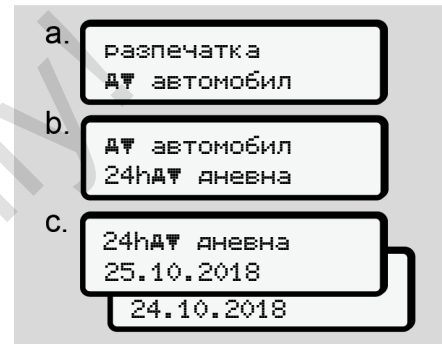 a.
разпечатка
автомобил
b.
автомобил
24h дневна
c.
24h дневна
25.10.2018
24.10.2018